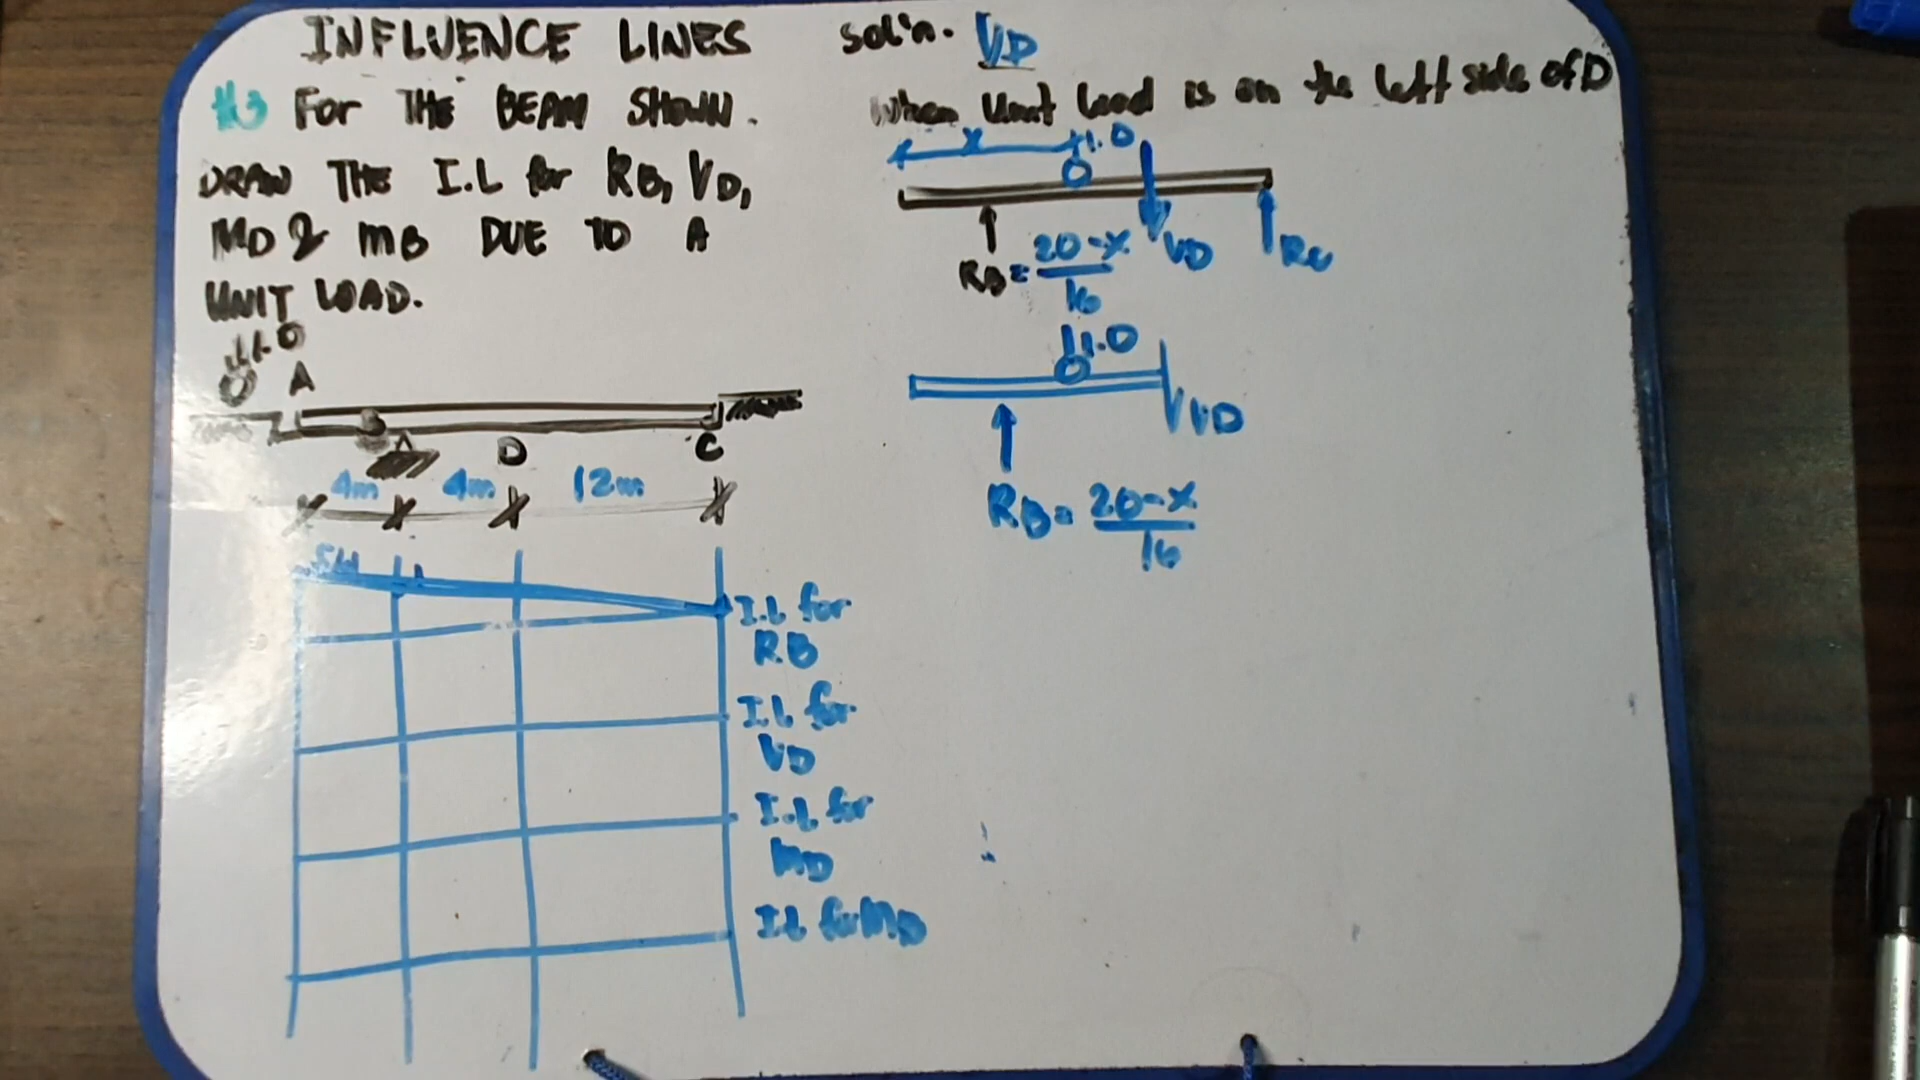 INFLUENCE LINES
#3 For THE BEAM SHOWN.
DRAW THE I.L for RB, VD,
MD & MB DUE TO A
UNIT LOAD.
1.0
A
D
C
4m 4m 12m
I.L for
RB
I.L for
VD
I.L for
MD
I.L for
sol'n. VD
When Unit load is on the left side of D
x 1.0
RB = 20-x
16
VD
Rc
1.0
VD
RB = 20-x
16